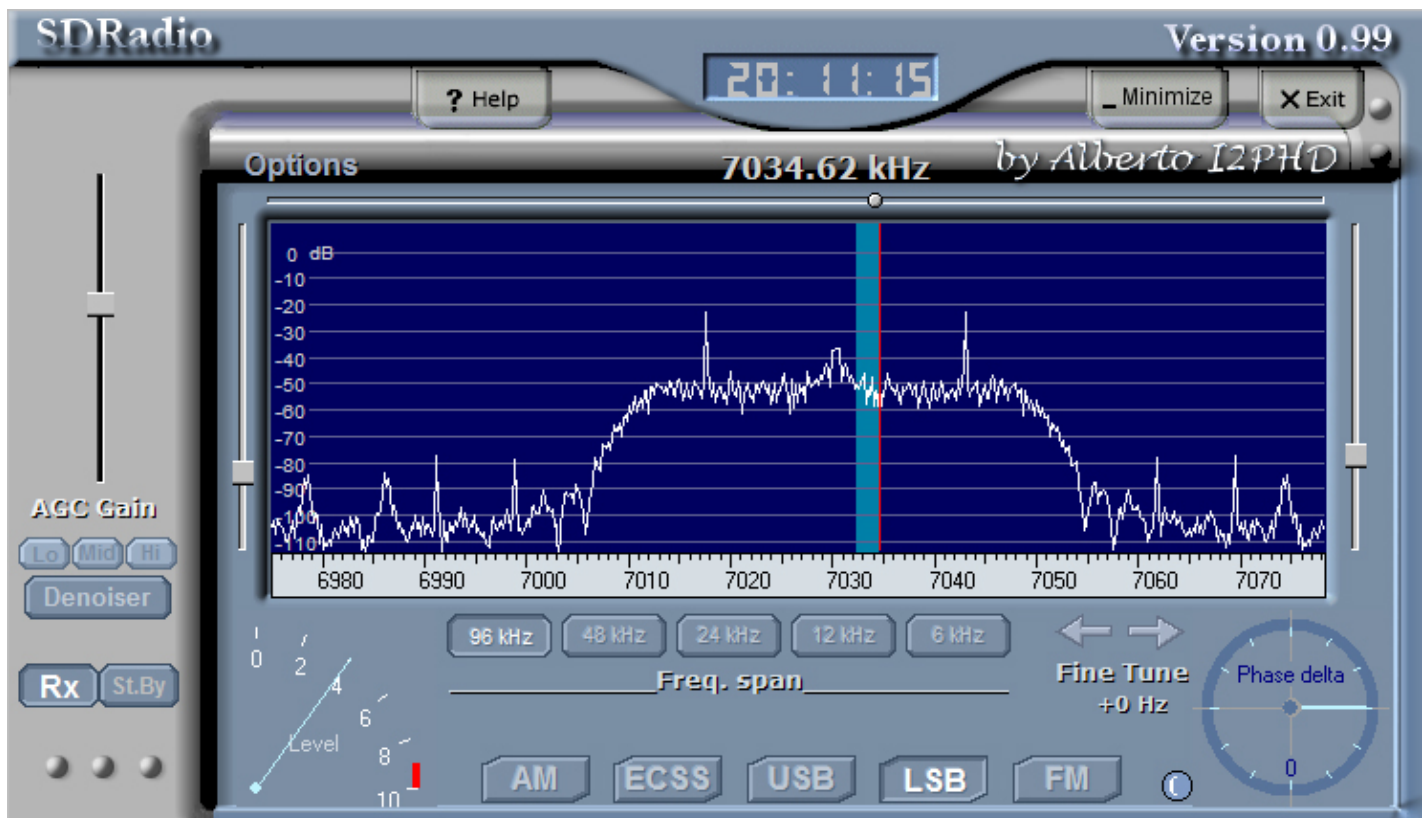 SDRadio
Version 0.99
20:11:15
? Help
_ Minimize
X Exit
Options
7034.62 kHz
by Alberto I2PHD
0 dB
-10
-20
-30
-40
-50
-60
-70
-80
-90
-100
-110
6980 6990 7000 7010 7020 7030 7040 7050 7060 7070
AGC Gain
Lo Mid Hi
Denoiser
Rx St.By
0 2 4 6 8 10
Level
96 kHz 48 kHz 24 kHz 12 kHz 6 kHz
Freq. span
Fine Tune
+0 Hz
Phase delta
0
AM ECSS USB LSB FM
C